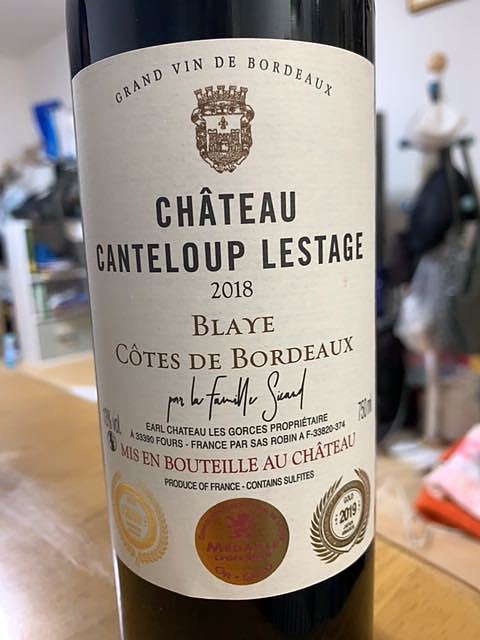 GRAND VIN DE BORDEAUX
CHÂTEAU
CANTELOUP LESTAGE
2018
BLAYE
CÔTES DE BORDEAUX
par la Famille Sicard
EARL CHATEAU LES GORCES PROPRIÉTAIRE
À 33390 FOURS - FRANCE PAR SAS ROBIN A F-33820-374
MIS EN BOUTEILLE AU CHÂTEAU
PRODUCE OF FRANCE - CONTAINS SULFITES
vol.
750ml
MÉDAILLE
GOLD
2019